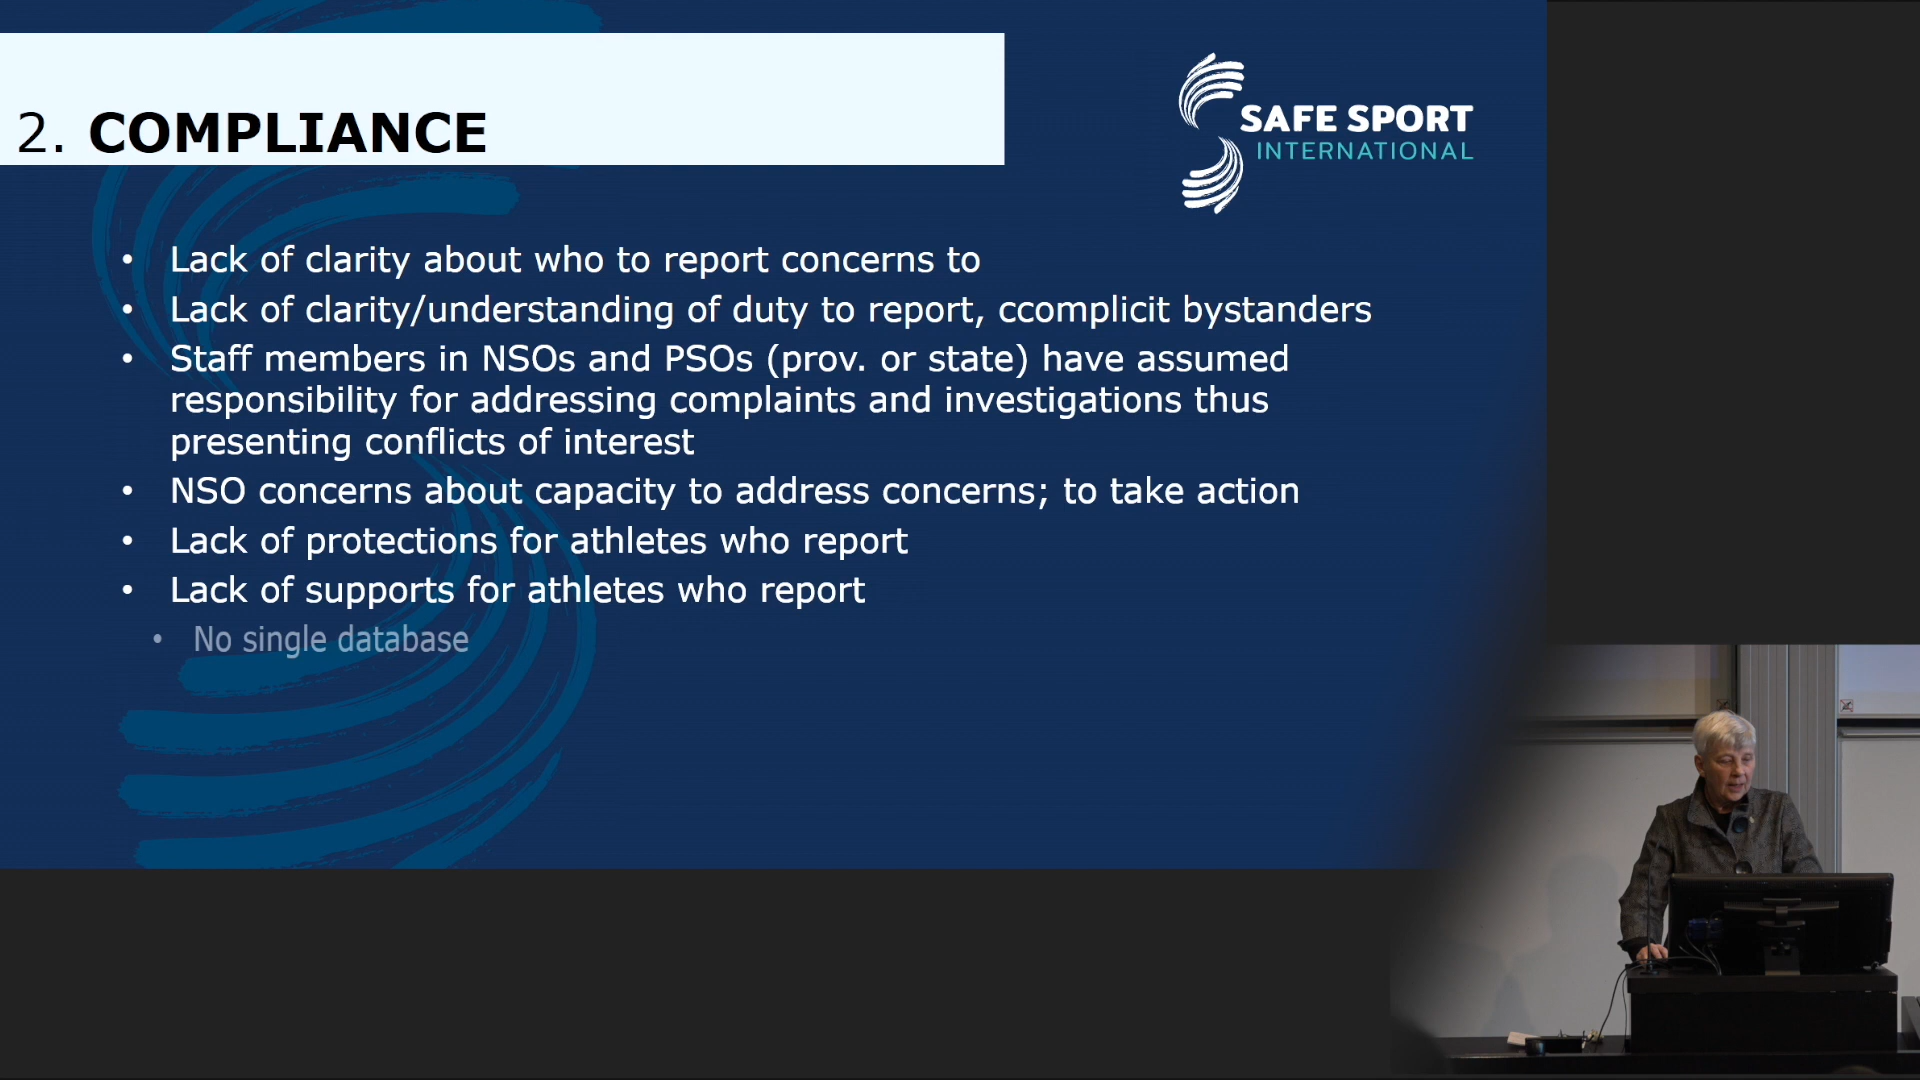 2. COMPLIANCE
SAFE SPORT
INTERNATIONAL
• Lack of clarity about who to report concerns to
• Lack of clarity/understanding of duty to report, ccomplicit bystanders
• Staff members in NSOs and PSOs (prov. or state) have assumed
responsibility for addressing complaints and investigations thus
presenting conflicts of interest
• NSO concerns about capacity to address concerns; to take action
• Lack of protections for athletes who report
• Lack of supports for athletes who report
• No single database